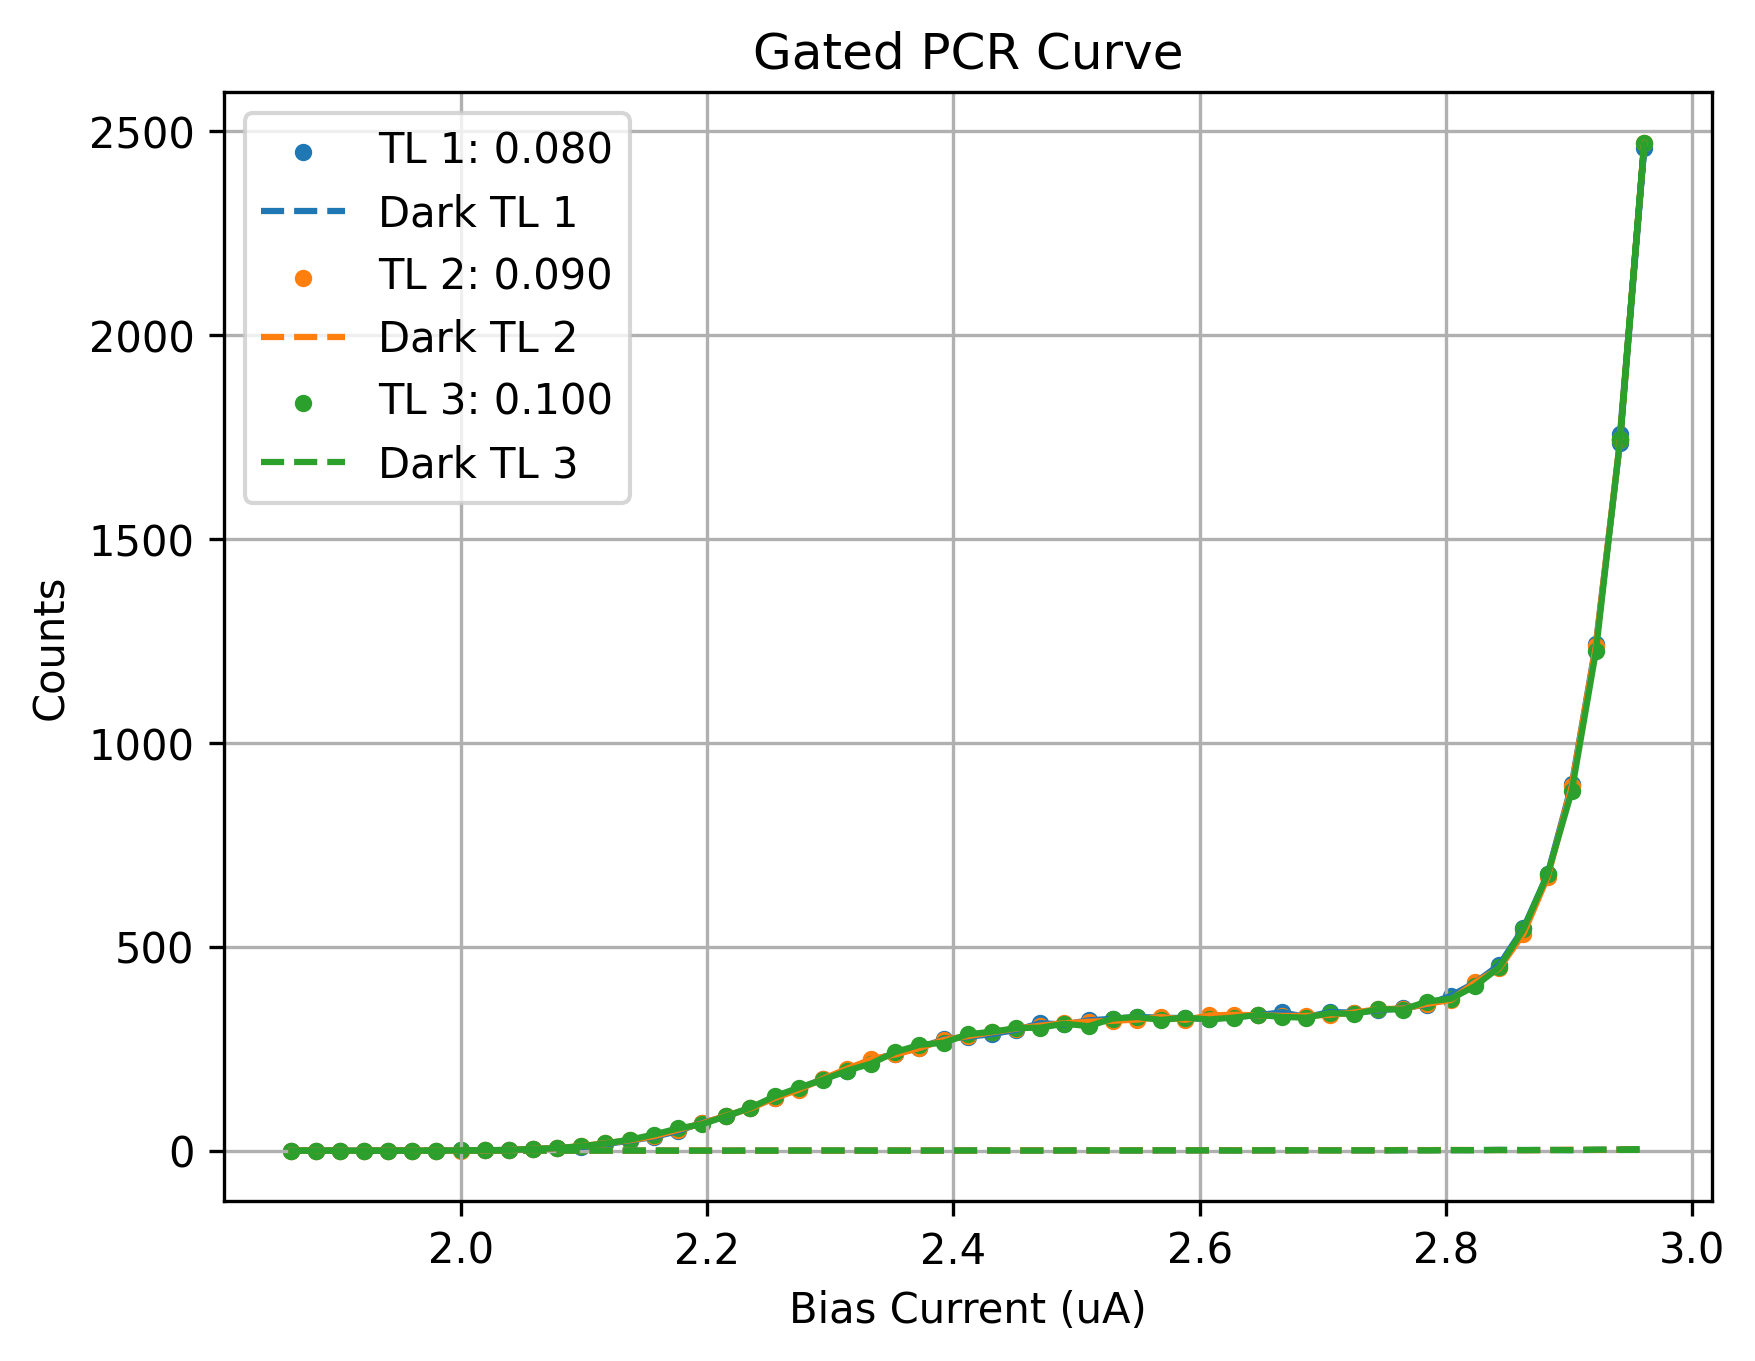 Gated PCR Curve
2500
2000
1500
1000
500
0
Counts
TL 1: 0.080
Dark TL 1
TL 2: 0.090
Dark TL 2
TL 3: 0.100
Dark TL 3
2.0 2.2 2.4 2.6 2.8 3.0
Bias Current (uA)